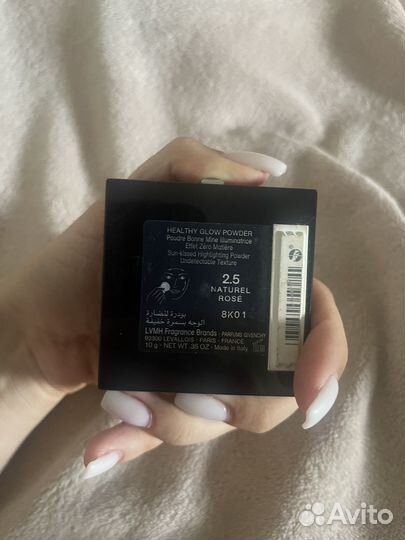 HEALTHY GLOW POWDER
Poudre Bonne Mine Illuminatrice
Effet Zéro Matière
Sun-kissed Highlighting Powder
Undetectable Texture
2.5
NATUREL
ROSÉ
8K01
بودرة للنضارة
الوجه بسمرة خفيفة
LVMH Fragrance Brands - PARFUMS GIVENCHY
92300 LEVALLOIS - PARIS - FRANCE
10 g - NET WT .35 OZ - Made in Italy
Avito